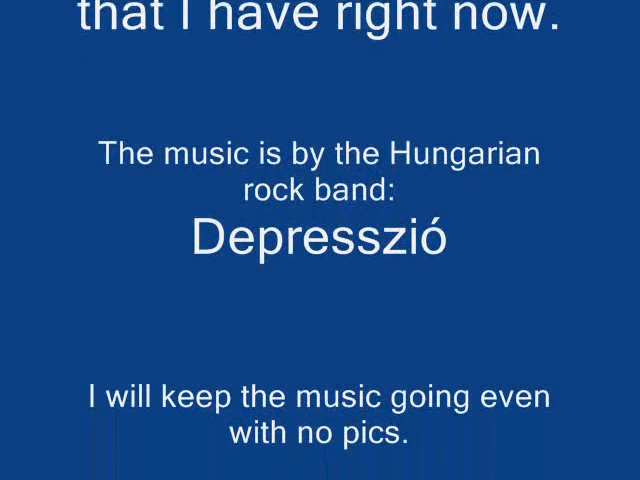 that I have right now.
The music is by the Hungarian
rock band:
Depresszió
I will keep the music going even
with no pics.